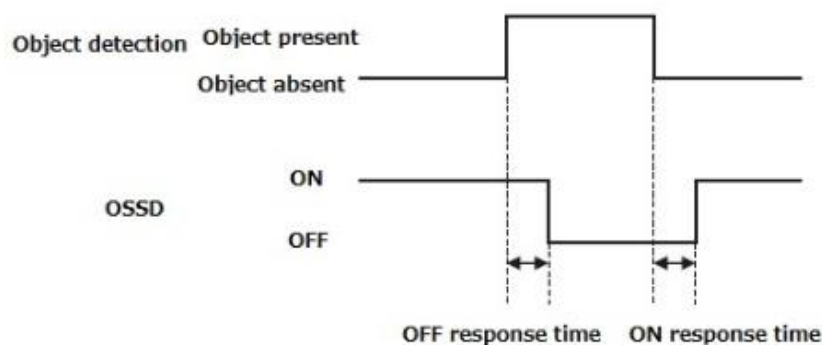 Object detection Object present
Object absent
ON
OSSD
OFF
OFF response time ON response time